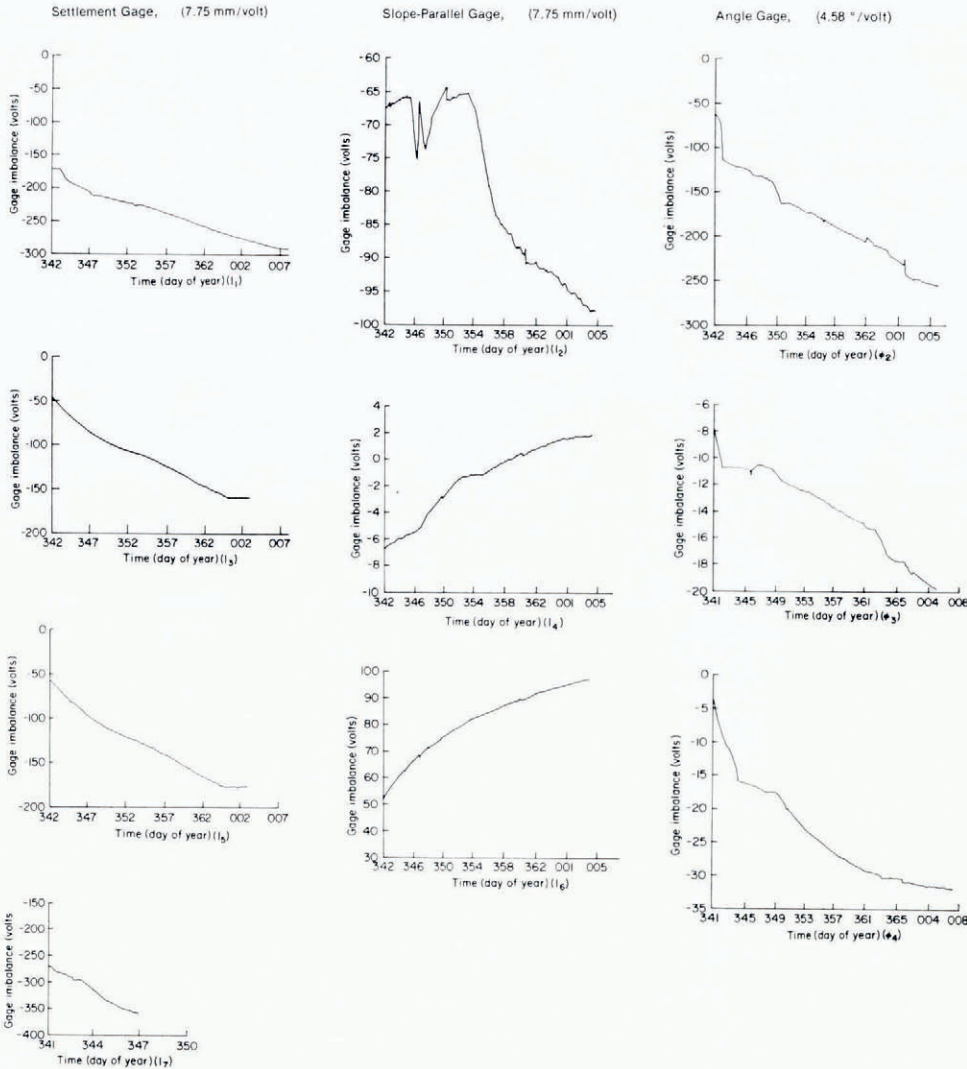 Settlement Gage, (7.75 mm/volt)
Slope-Parallel Gage, (7.75 mm/volt)
Angle Gage, (4.58 °/volt)
Gage imbalance (volts)
0
-50
-100
-150
-200
-250
-300
342 347 352 357 362 002 007
Time (day of year) (l₁)
Gage imbalance (volts)
-60
-65
-70
-75
-80
-85
-90
-95
-100
342 346 350 354 358 362 001 005
Time (day of year) (l₂)
Gage imbalance (volts)
0
-50
-100
-150
-200
-250
-300
342 346 350 354 358 362 001 005
Time (day of year) (φ₂)
Gage imbalance (volts)
0
-50
-100
-150
-200
342 347 352 357 362 002 007
Time (day of year) (l₃)
Gage imbalance (volts)
4
2
0
-2
-4
-6
-8
-10
342 346 350 354 358 362 001 005
Time (day of year) (l₄)
Gage imbalance (volts)
-6
-8
-10
-12
-14
-16
-18
-20
341 345 349 353 357 361 365 004 008
Time (day of year) (φ₃)
Gage imbalance (volts)
0
-50
-100
-150
-200
342 347 352 357 362 002 007
Time (day of year) (l₅)
Gage imbalance (volts)
100
90
80
70
60
50
40
30
342 346 350 354 358 362 001 005
Time (day of year) (l₆)
Gage imbalance (volts)
0
-5
-10
-15
-20
-25
-30
-35
341 345 349 353 357 361 365 004 008
Time (day of year) (φ₄)
Gage imbalance (volts
-150
-200
-250
-300
-350
-400
341 344 347 350
Time (day of year) (l₇)